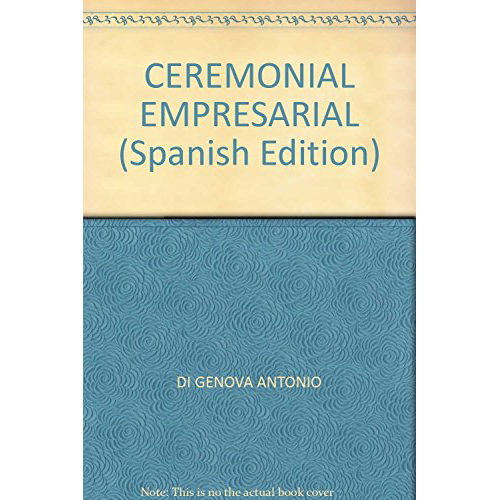 CEREMONIAL
EMPRESARIAL
(Spanish Edition)
DI GENOVA ANTONIO
Note: This is no the actual book cover